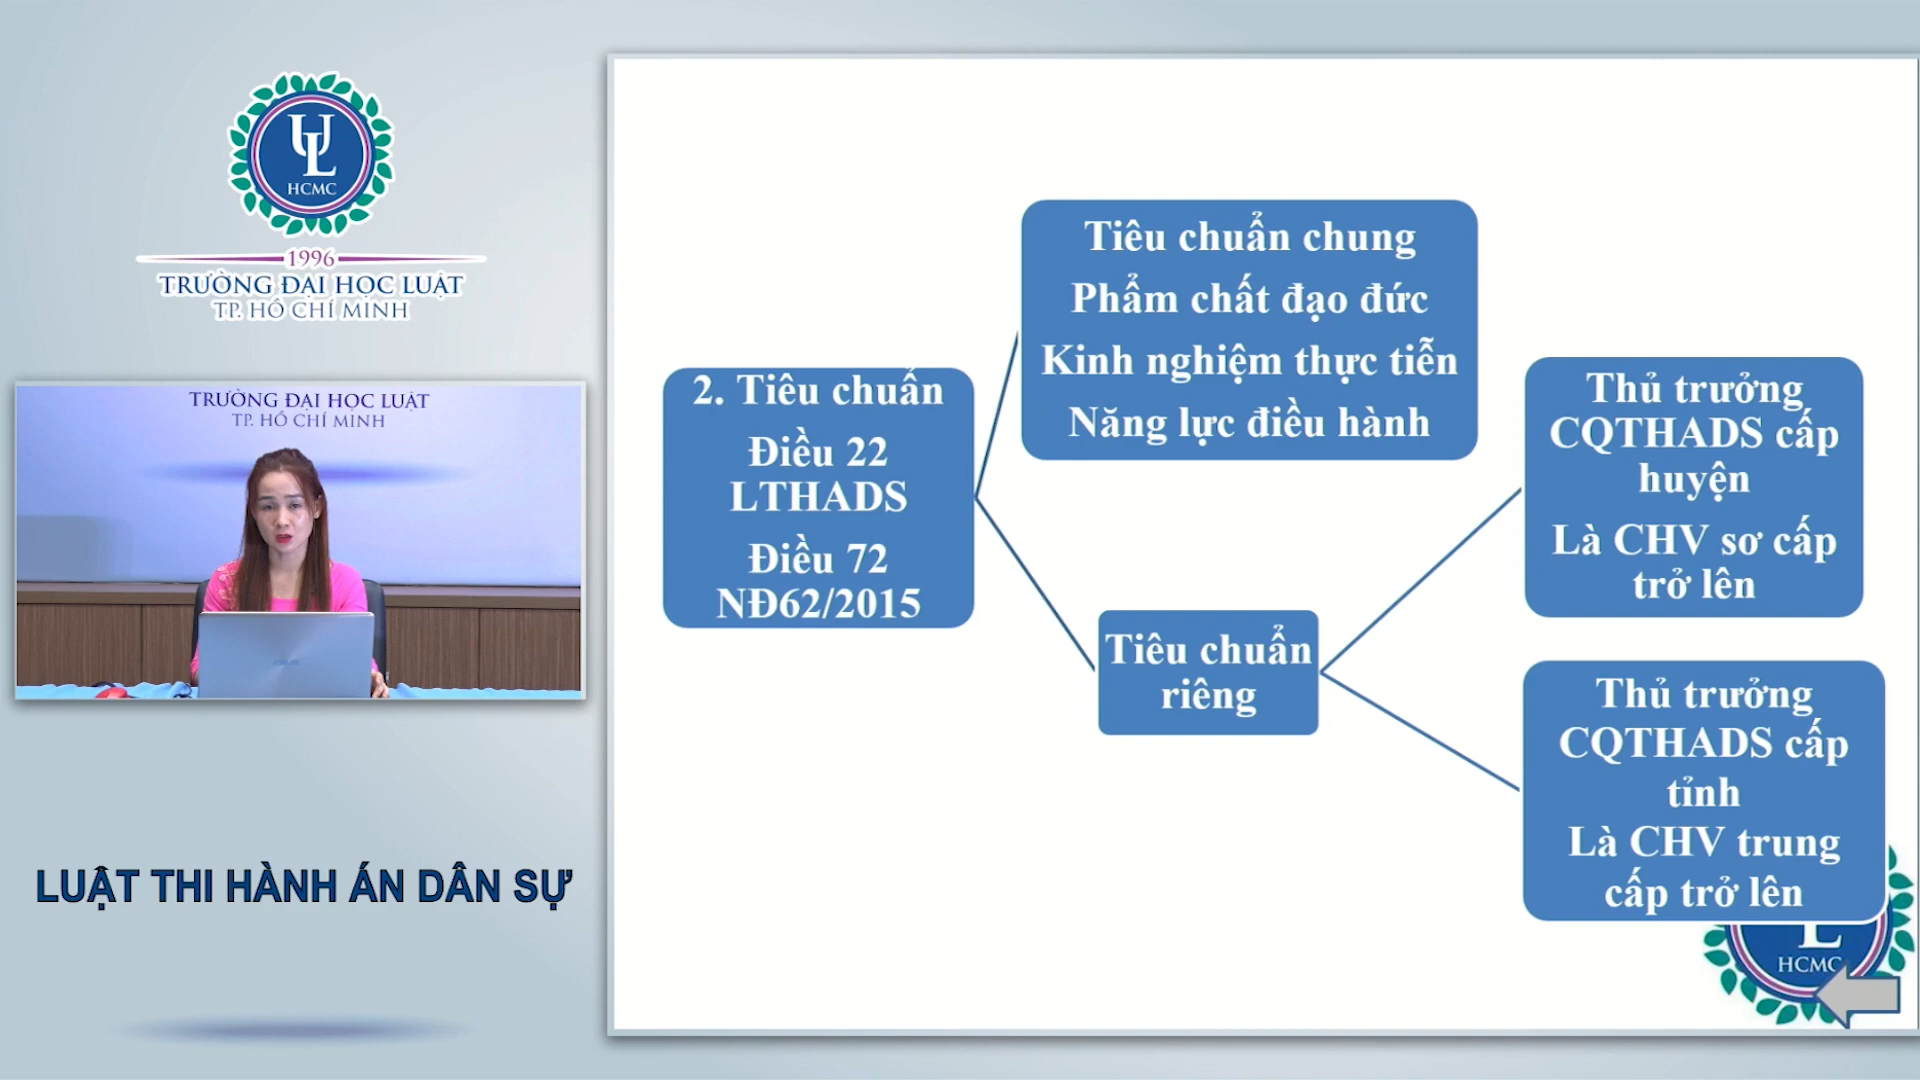 UL
HCMC
1996
TRƯỜNG ĐẠI HỌC LUẬT
TP. HỒ CHÍ MINH
TRƯỜNG ĐẠI HỌC LUẬT
TP. HỒ CHÍ MINH
ASUS
LUẬT THI HÀNH ÁN DÂN SỰ
2. Tiêu chuẩn
Điều 22
LTHADS
Điều 72
NĐ62/2015
Tiêu chuẩn chung
Phẩm chất đạo đức
Kinh nghiệm thực tiễn
Năng lực điều hành
Tiêu chuẩn
riêng
Thủ trưởng
CQTHADS cấp
huyện
Là CHV sơ cấp
trở lên
Thủ trưởng
CQTHADS cấp
tỉnh
Là CHV trung
cấp trở lên
L
HCMC